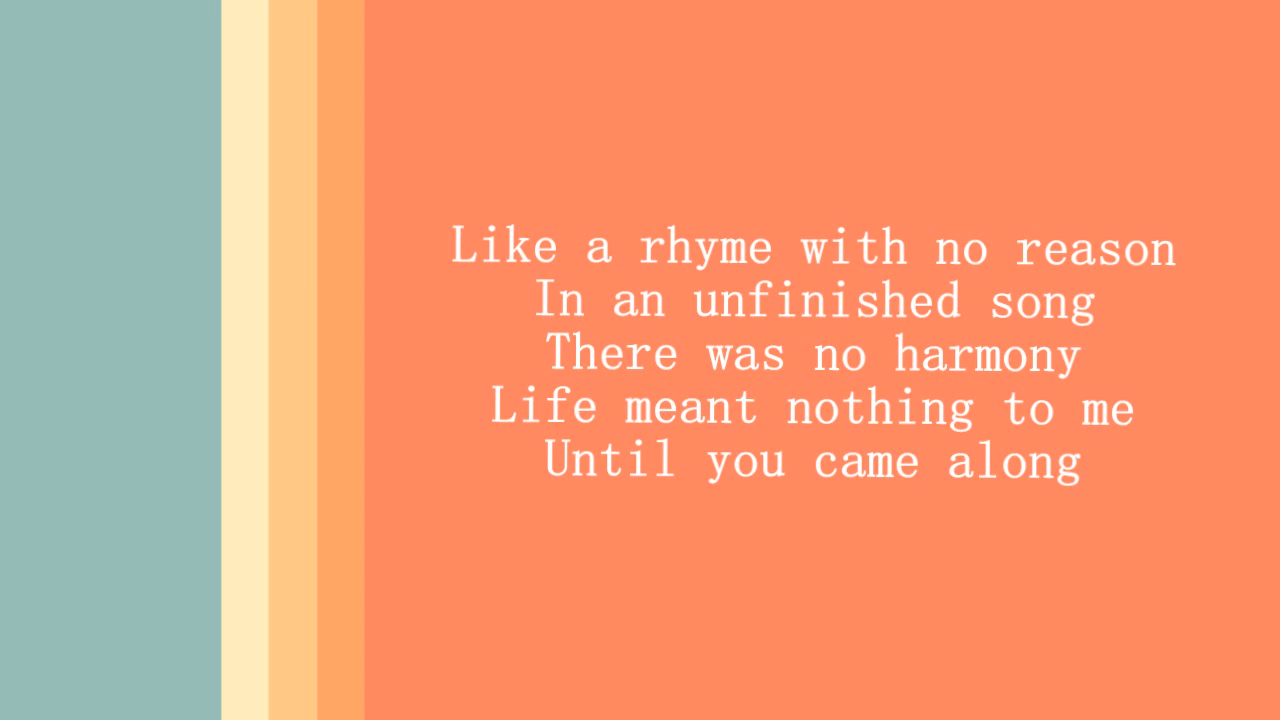 Like a rhyme with no reason
In an unfinished song
There was no harmony
Life meant nothing to me
Until you came along